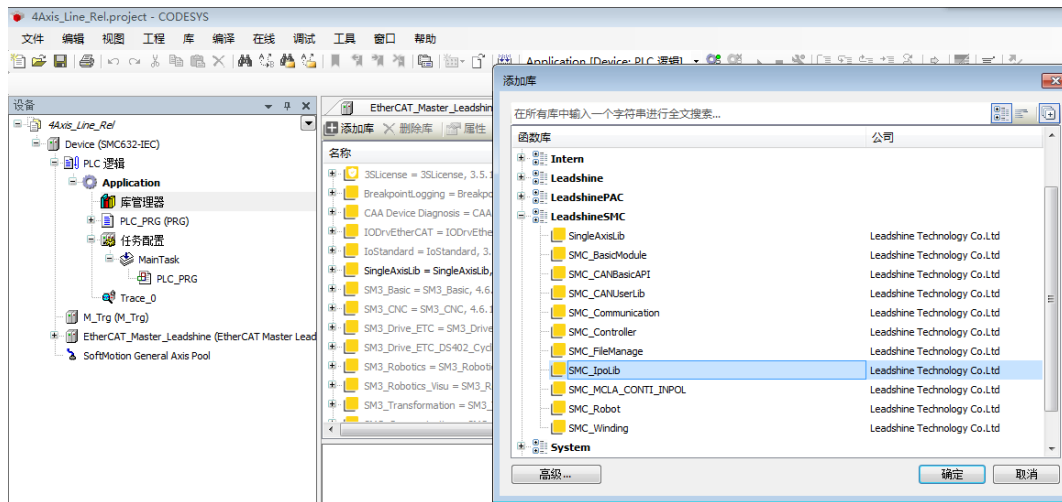 4Axis_Line_Rel.project - CODESYS
文件 编辑 视图 工程 库 编译 在线 调试 工具 窗口 帮助
Application [Device: PLC 逻辑]
设备
4Axis_Line_Rel
Device (SMC632-IEC)
PLC 逻辑
Application
库管理器
PLC_PRG (PRG)
任务配置
MainTask
PLC_PRG
Trace_0
M_Trg (M_Trg)
EtherCAT_Master_Leadshine (EtherCAT Master Lead
SoftMotion General Axis Pool
EtherCAT_Master_Leadshin
添加库 删除库 属性
名称
3SLicense = 3SLicense, 3.5.1
BreakpointLogging = Breakpo
CAA Device Diagnosis = CAA
IODrvEtherCAT = IODrvEthe
IoStandard = IoStandard, 3.
SingleAxisLib = SingleAxisLib,
SM3_Basic = SM3_Basic, 4.6.
SM3_CNC = SM3_CNC, 4.6.1
SM3_Drive_ETC = SM3_Drive
SM3_Drive_ETC_DS402_Cycl
SM3_Robotics = SM3_Roboti
SM3_Robotics_Visu = SM3_R
SM3_Transformation = SM3_
添加库
在所有库中输入一个字符串进行全文搜索...
函数库 公司
Intern
Leadshine
LeadshinePAC
LeadshineSMC
SingleAxisLib Leadshine Technology Co.Ltd
SMC_BasicModule Leadshine Technology Co.Ltd
SMC_CANBasicAPI Leadshine Technology Co.Ltd
SMC_CANUserLib Leadshine Technology Co.Ltd
SMC_Communication Leadshine Technology Co.Ltd
SMC_Controller Leadshine Technology Co.Ltd
SMC_FileManage Leadshine Technology Co.Ltd
SMC_IpoLib Leadshine Technology Co.Ltd
SMC_MCLA_CONTI_INPOL Leadshine Technology Co.Ltd
SMC_Robot Leadshine Technology Co.Ltd
SMC_Winding Leadshine Technology Co.Ltd
System
高级... 确定 取消